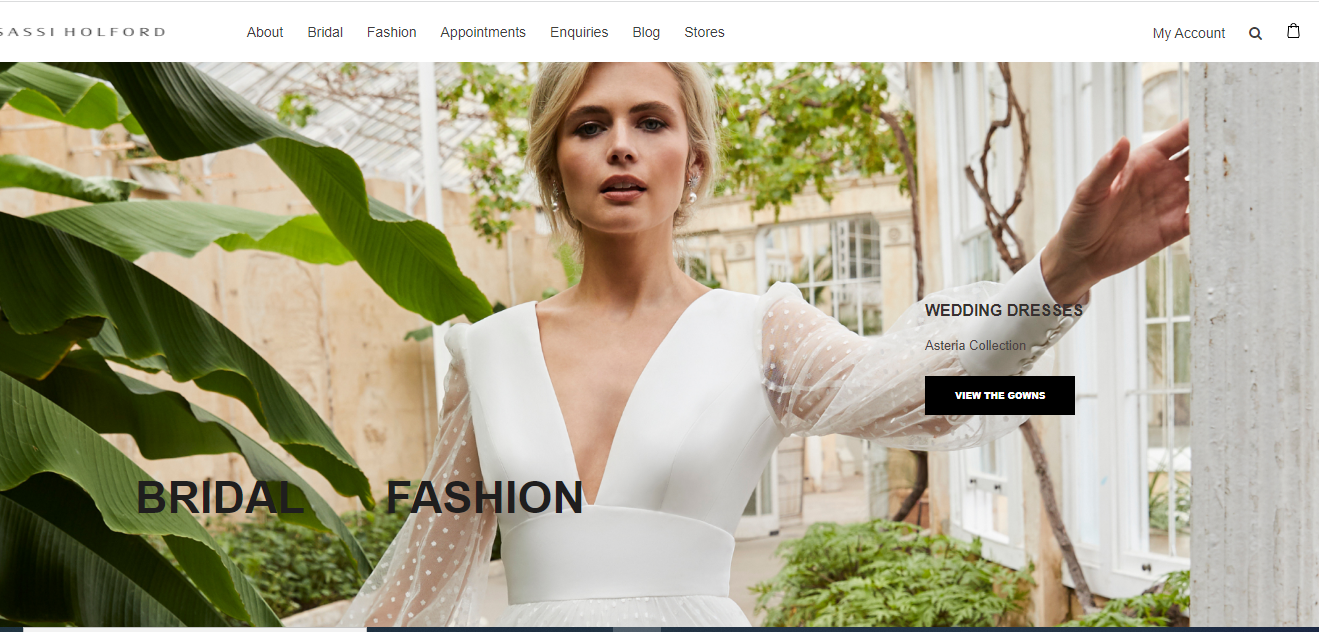 SASSI HOLFORD
About Bridal Fashion Appointments Enquiries Blog Stores
My Account
WEDDING DRESSES
Asteria Collection
VIEW THE GOWNS
BRIDAL FASHION